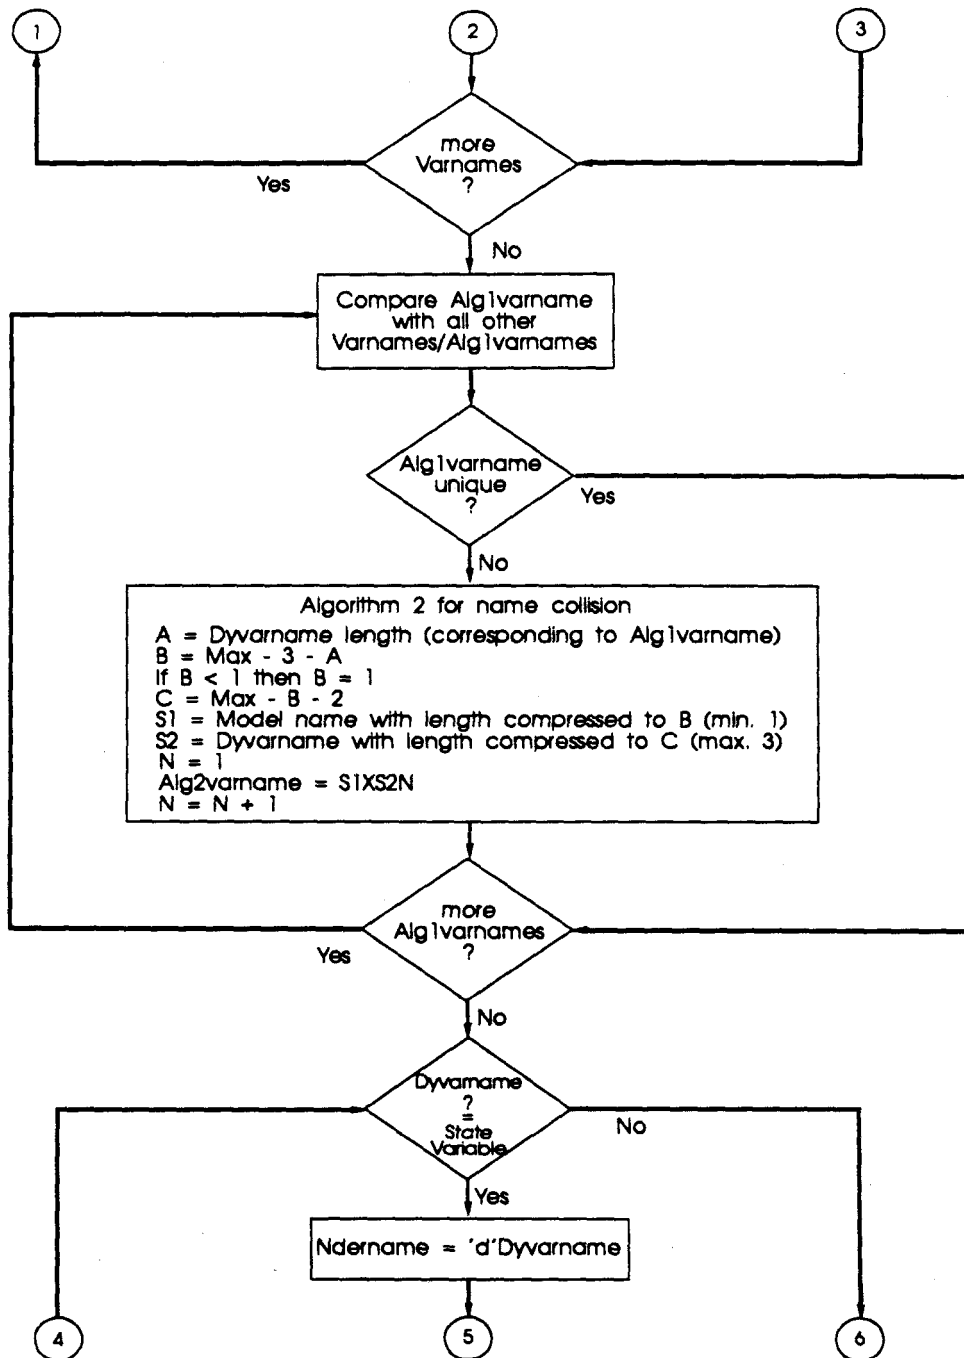 1
2
3
more
Varnames
?
Yes
No
Compare Alg1varname
with all other
Varnames/Alg1varnames
Alg1varname
unique
?
Yes
No
Algorithm 2 for name collision
A = Dyvarname length (corresponding to Alg1varname)
B = Max - 3 - A
If B < 1 then B = 1
C = Max - B - 2
S1 = Model name with length compressed to B (min. 1)
S2 = Dyvarname with length compressed to C (max. 3)
N = 1
Alg2varname = S1XS2N
N = N + 1
more
Alg1varnames
?
Yes
No
Dyvarname
?
=
State
Variable
No
Yes
Ndername = 'd'Dyvarname
4
5
6